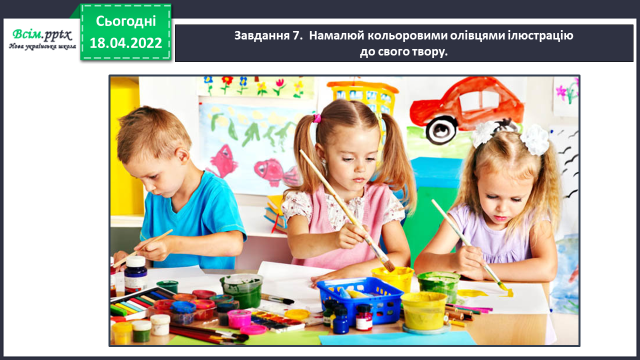 Всім.pptx
Нова українська школа
Сьогодні
18.04.2022
Завдання 7. Намалюй кольоровими олівцями ілюстрацію
до свого твору.